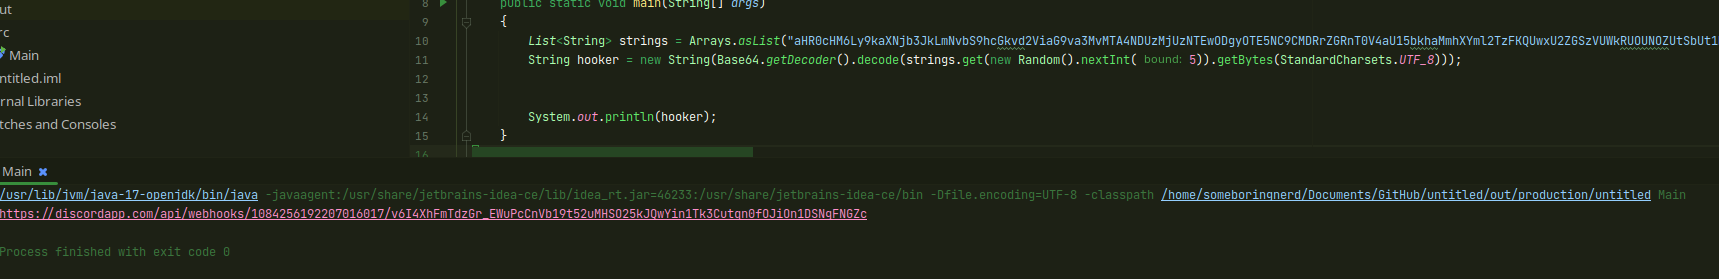 ut
rc
Main
ntitled.iml
rnal Libraries
tches and Consoles
8 public static void main(String[] args)
9 {
10 List<String> strings = Arrays.asList("aHR0cHM6Ly9kaXNjb3JkLmNvbS9hcGkvd2ViaG9va3MvMTA4NDUzMjUzNTEwODgyOTE5NC9CMDRrZGRnT0V4aU15bkhaMmhXYml2TzFKQUwxU2ZGSzVUWkRUOUNOZUtSbUt1
11 String hooker = new String(Base64.getDecoder().decode(strings.get(new Random().nextInt( bound: 5)).getBytes(StandardCharsets.UTF_8)));
12
13
14 System.out.println(hooker);
15 }
16
Main
/usr/lib/jvm/java-17-openjdk/bin/java -javaagent:/usr/share/jetbrains-idea-ce/lib/idea_rt.jar=46233:/usr/share/jetbrains-idea-ce/bin -Dfile.encoding=UTF-8 -classpath /home/someboringnerd/Documents/GitHub/untitled/out/production/untitled Main
https://discordapp.com/api/webhooks/1084256192207016017/v6I4XhFmTdzGr_EWuPcCnVb19t52uMHSO25kJQwYin1Tk3Cutqn0fOJiOn1DSNqFNGZc
Process finished with exit code 0